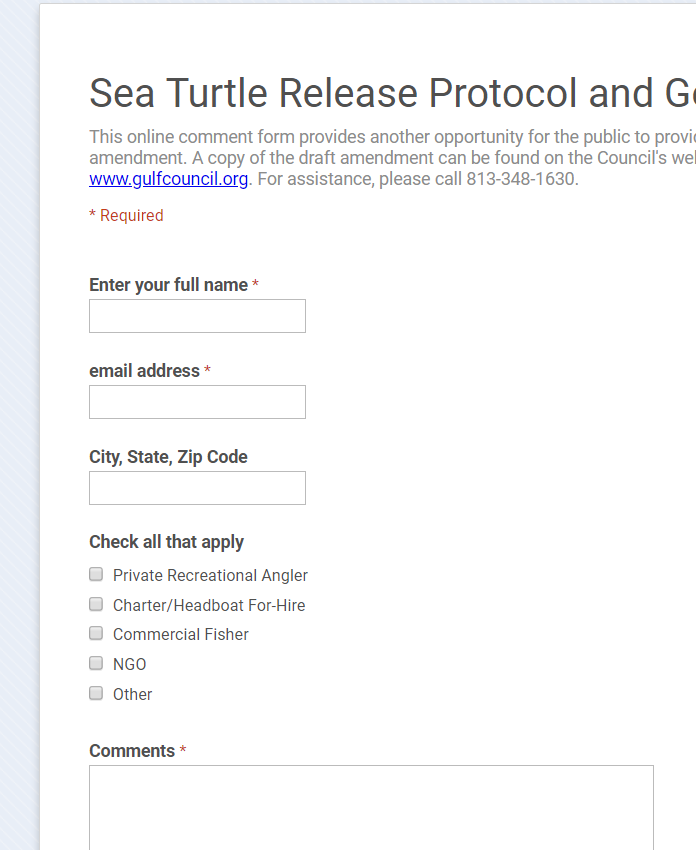 Sea Turtle Release Protocol and
This online comment form provides another opportunity for the public to
amendment. A copy of the draft amendment can be found on the Council's
www.gulfcouncil.org. For assistance, please call 813-348-1630.
* Required
Enter your full name *
email address *
City, State, Zip Code
Check all that apply
Private Recreational Angler
Charter/Headboat For-Hire
Commercial Fisher
NGO
Other
Comments *